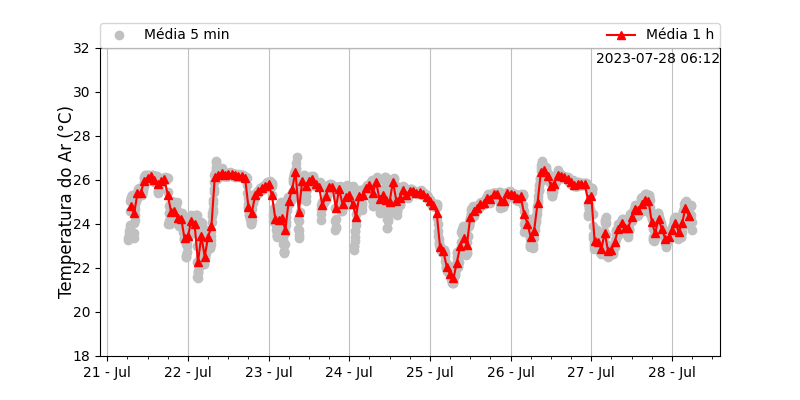 Média 5 min
Média 1 h
2023-07-28 06:12
Temperatura do Ar (°C)
32
30
28
26
24
22
20
18
21 - Jul
22 - Jul
23 - Jul
24 - Jul
25 - Jul
26 - Jul
27 - Jul
28 - Jul